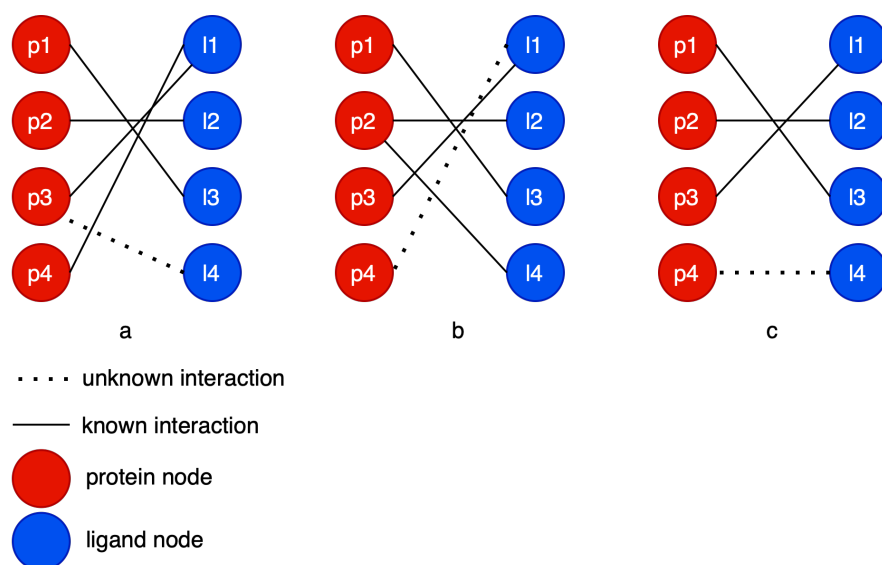 p1 l1 p1 l1 p1 l1
p2 l2 p2 l2 p2 l2
p3 l3 p3 l3 p3 l3
p4 l4 p4 l4 p4 l4
a b c
unknown interaction
known interaction
protein node
ligand node